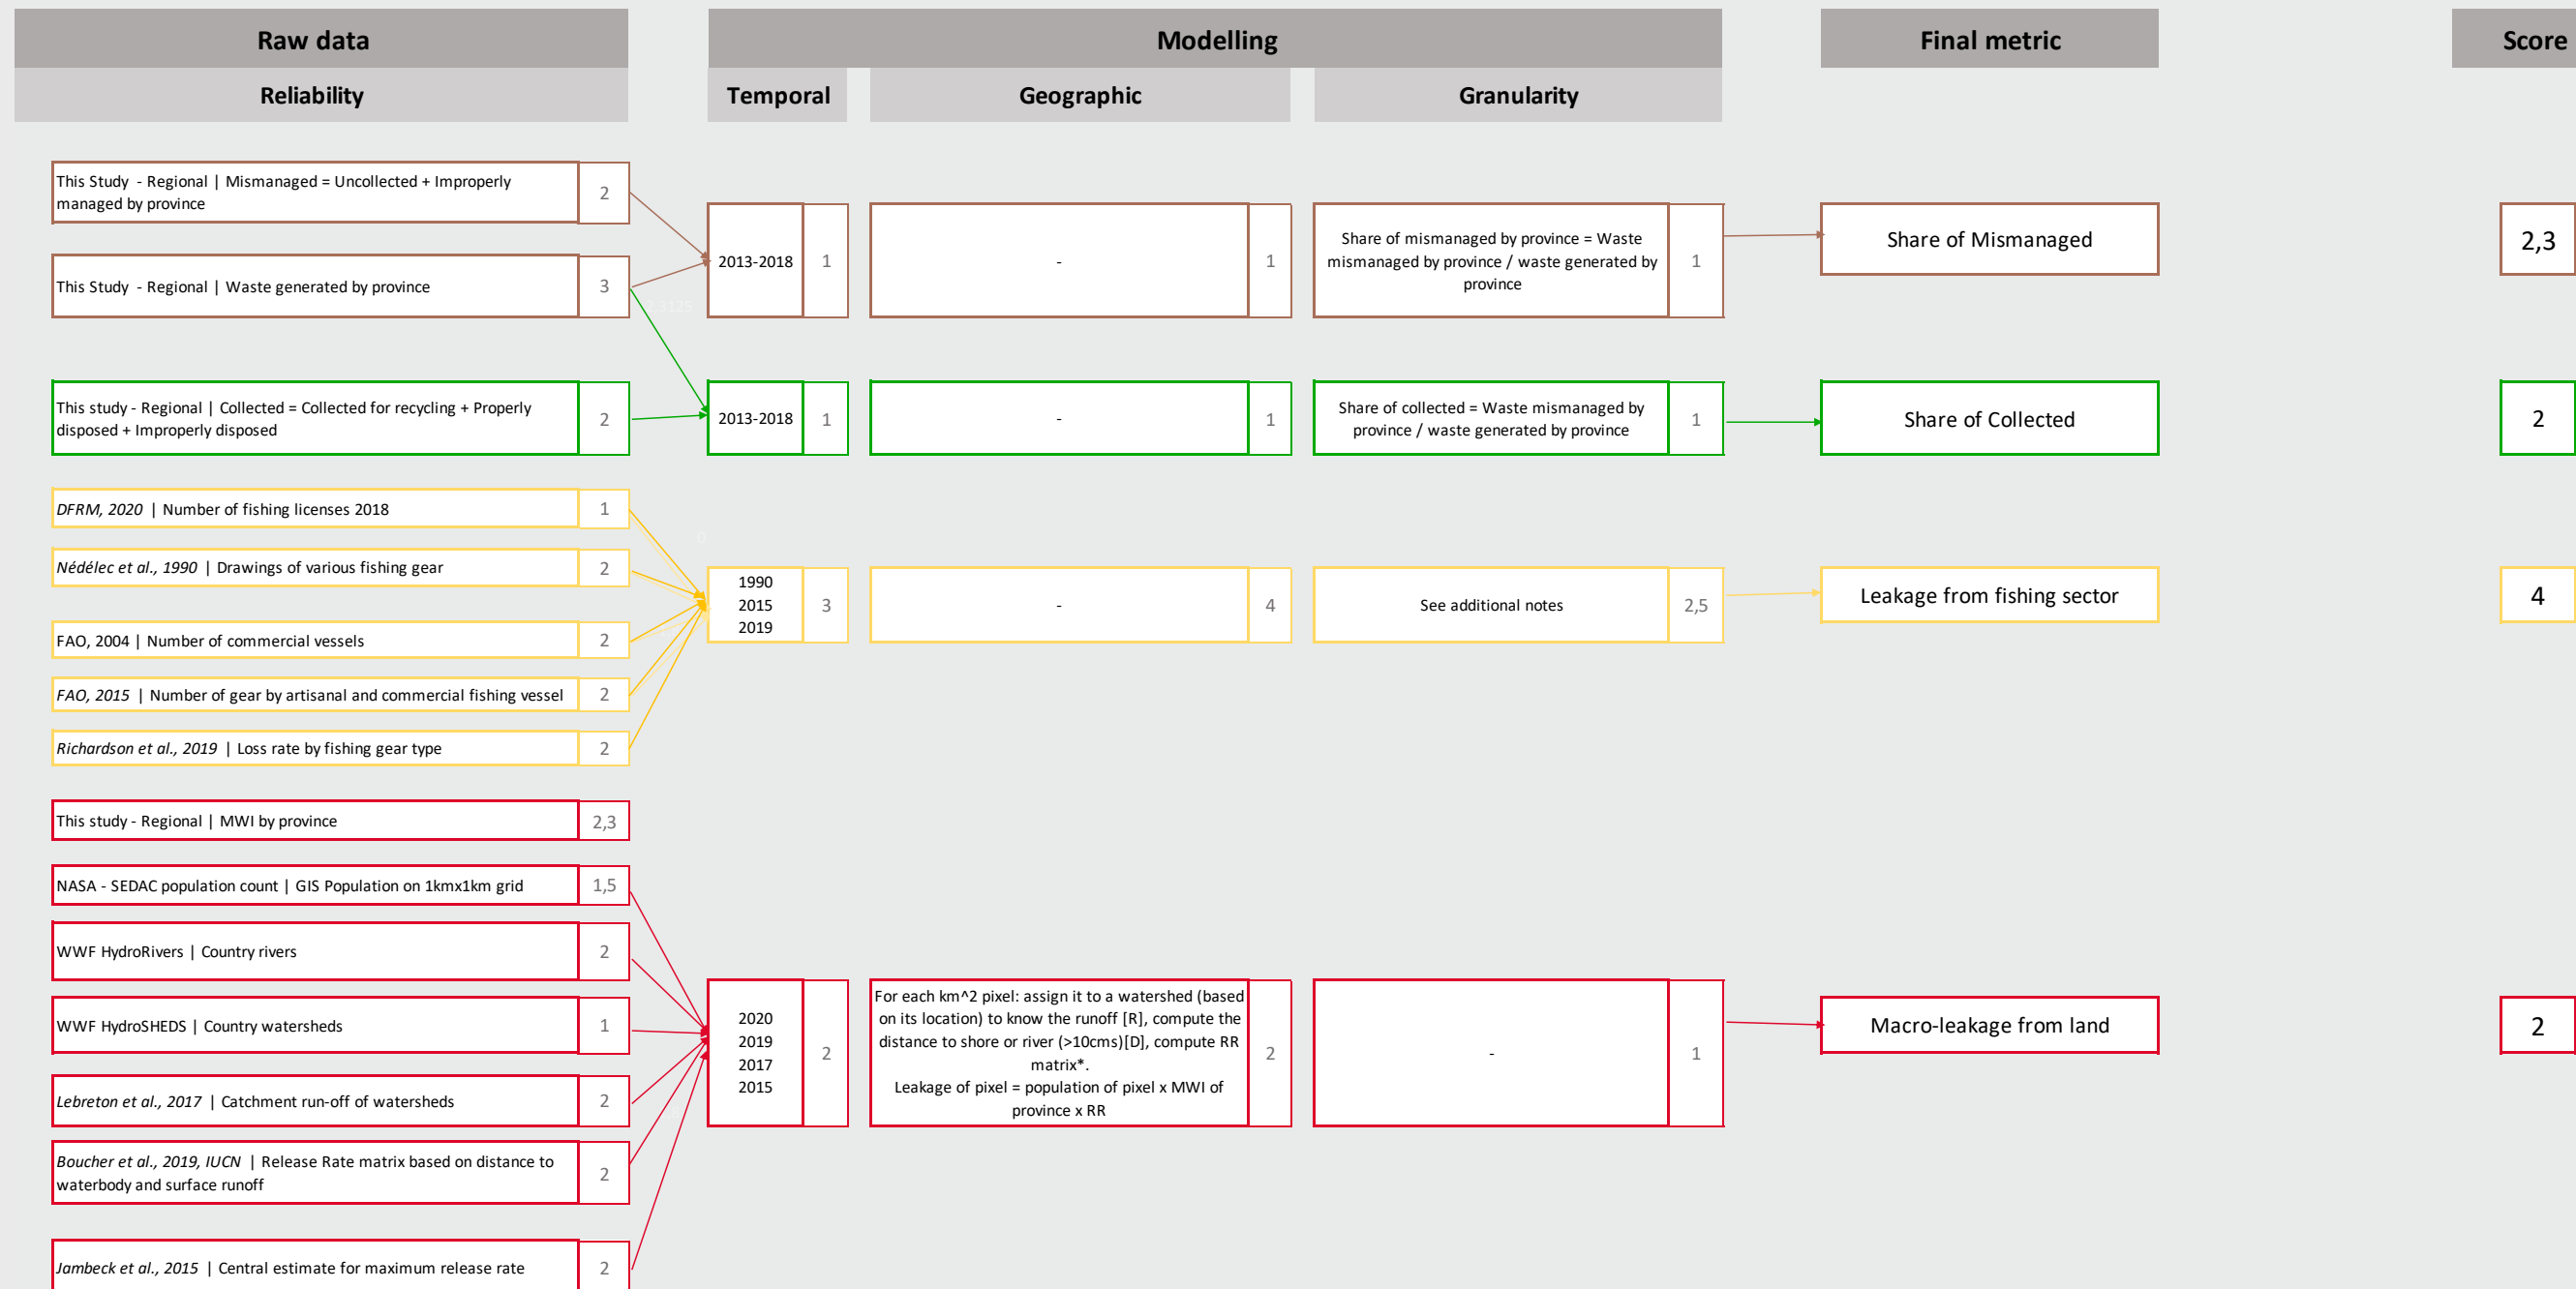 Raw data
Modelling
Final metric
Score
Reliability
Temporal
Geographic
Granularity
This Study - Regional | Mismanaged = Uncollected + Improperly
managed by province
2
This Study - Regional | Waste generated by province
3
2013-2018
1
-
1
Share of mismanaged by province = Waste
mismanaged by province / waste generated by
province
1
Share of Mismanaged
2,3
This study - Regional | Collected = Collected for recycling + Properly
disposed + Improperly disposed
2
2013-2018
1
-
1
Share of collected = Waste mismanaged by
province / waste generated by province
1
Share of Collected
2
DFRM, 2020 | Number of fishing licenses 2018
1
0
Nédélec et al., 1990 | Drawings of various fishing gear
2
FAO, 2004 | Number of commercial vessels
2
FAO, 2015 | Number of gear by artisanal and commercial fishing vessel
2
Richardson et al., 2019 | Loss rate by fishing gear type
2
1990
2015
2019
3
-
4
See additional notes
2,5
Leakage from fishing sector
4
This study - Regional | MWI by province
2,3
NASA - SEDAC population count | GIS Population on 1kmx1km grid
1,5
WWF HydroRivers | Country rivers
2
WWF HydroSHEDS | Country watersheds
1
Lebreton et al., 2017 | Catchment run-off of watersheds
2
Boucher et al., 2019, IUCN | Release Rate matrix based on distance to
waterbody and surface runoff
2
Jambeck et al., 2015 | Central estimate for maximum release rate
2
2020
2019
2017
2015
2
For each km^2 pixel: assign it to a watershed (based
on its location) to know the runoff [R], compute the
distance to shore or river (>10cms)[D], compute RR
matrix*.
Leakage of pixel = population of pixel x MWI of
province x RR
2
-
1
Macro-leakage from land
2